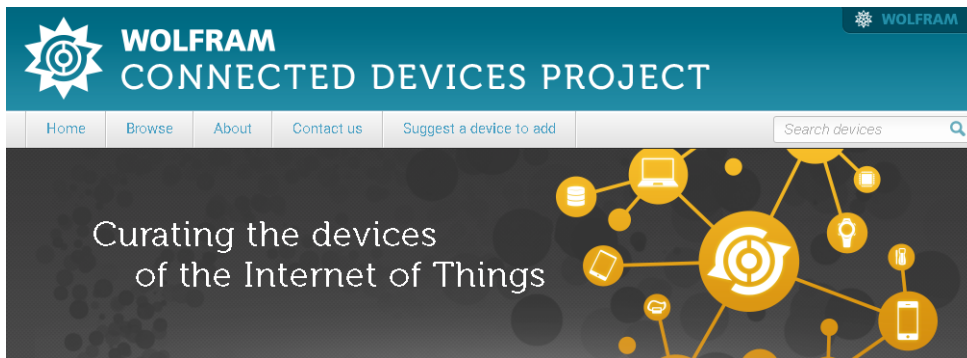 WOLFRAM
WOLFRAM
CONNECTED DEVICES PROJECT
Home Browse About Contact us Suggest a device to add Search devices
Curating the devices
of the Internet of Things